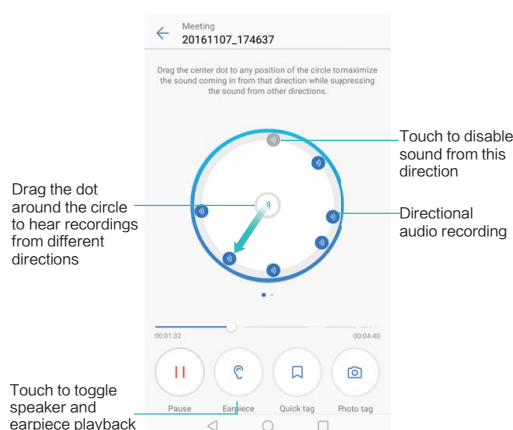 Meeting
20161107_174637
Drag the center dot to any position of the circle tomaximize
the sound coming in from that direction while suppressing
the sound from other directions.
Touch to disable
sound from this
direction
Drag the dot
around the circle
to hear recordings
from different
directions
Directional
audio recording
00:01:32
00:04:40
Touch to toggle
speaker and
earpiece playback
Pause
Earpiece
Quick tag
Photo tag